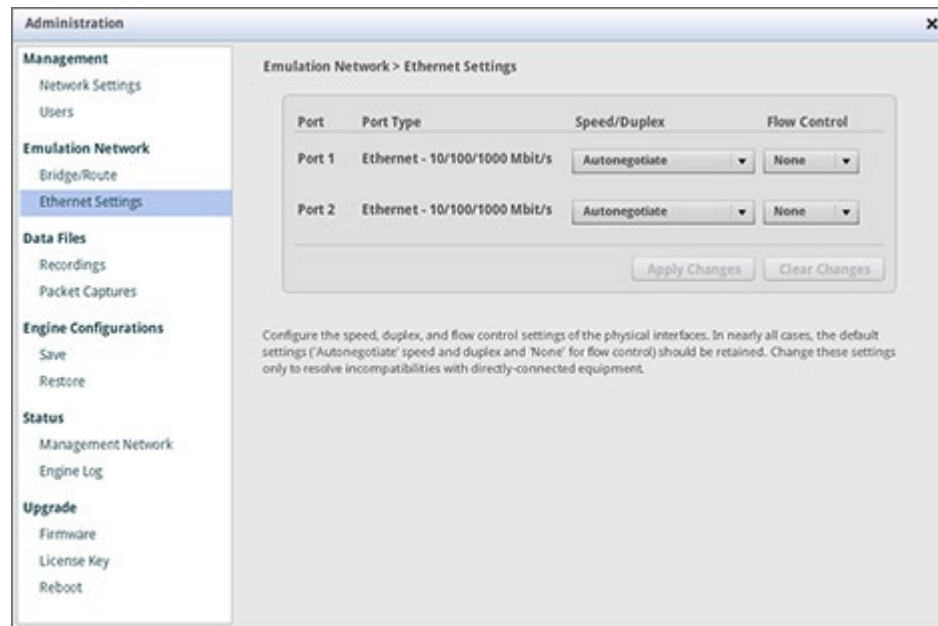 Administration
Management
Network Settings
Users
Emulation Network
Bridge/Route
Ethernet Settings
Data Files
Recordings
Packet Captures
Engine Configurations
Save
Restore
Status
Management Network
Engine Log
Upgrade
Firmware
License Key
Reboot
Emulation Network > Ethernet Settings
Port Port Type Speed/Duplex Flow Control
Port 1 Ethernet - 10/100/1000 Mbit/s Autonegotiate None
Port 2 Ethernet - 10/100/1000 Mbit/s Autonegotiate None
Apply Changes Clear Changes
Configure the speed, duplex, and flow control settings of the physical interfaces. In nearly all cases, the default
settings ('Autonegotiate' speed and duplex and 'None' for flow control) should be retained. Change these settings
only to resolve incompatibilities with directly-connected equipment.